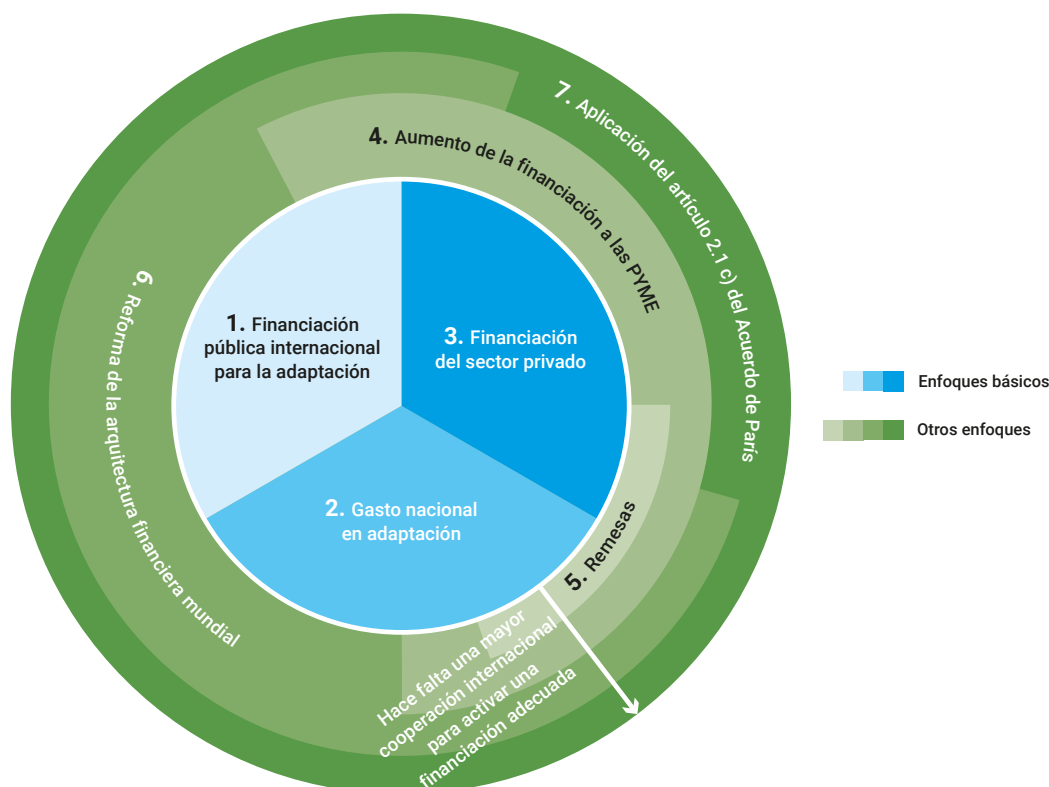 7. Aplicación del artículo 2.1 c) del Acuerdo de París
4. Aumento de la financiación a las PYME
6. Reforma de la arquitectura financiera mundial
1. Financiación
pública internacional
para la adaptación
3. Financiación
del sector privado
2. Gasto nacional
en adaptación
5. Remesas
Hace falta una mayor
cooperación internacional
para activar una
financiación adecuada
Enfoques básicos
Otros enfoques